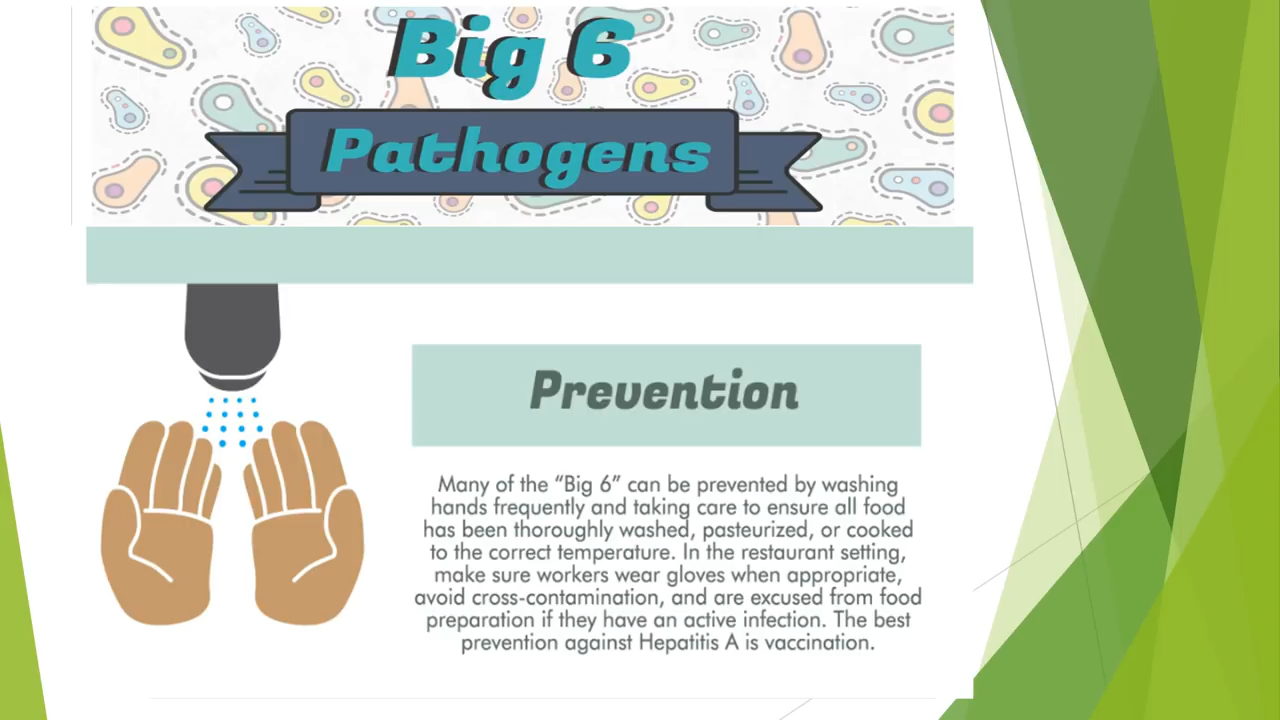 Big 6
Pathogens
Prevention
Many of the “Big 6” can be prevented by washing
hands frequently and taking care to ensure all food
has been thoroughly washed, pasteurized, or cooked
to the correct temperature. In the restaurant setting,
make sure workers wear gloves when appropriate,
avoid cross-contamination, and are excused from food
preparation if they have an active infection. The best
prevention against Hepatitis A is vaccination.